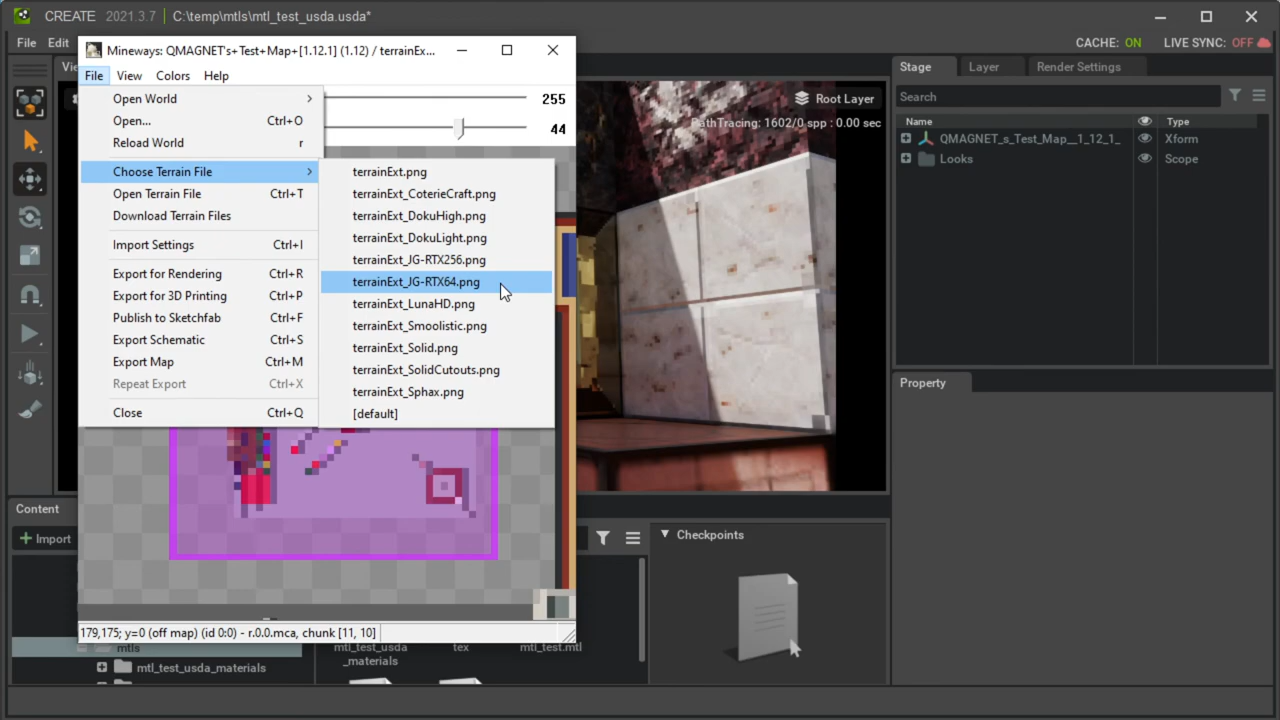 CREATE 2021.3.7 | C:\temp\mtls\mtl_test_usda.usda*
File Edit
CACHE: ON LIVE SYNC: OFF
Mineways: QMAGNET's+Test+Map+[1.12.1] (1.12) / terrainEx...
File View Colors Help
255
44
Open World
Open... Ctrl+O
Reload World r
Choose Terrain File
Open Terrain File Ctrl+T
Download Terrain Files
Import Settings Ctrl+I
Export for Rendering Ctrl+R
Export for 3D Printing Ctrl+P
Publish to Sketchfab Ctrl+F
Export Schematic Ctrl+S
Export Map Ctrl+M
Repeat Export Ctrl+X
Close Ctrl+Q
terrainExt.png
terrainExt_CoterieCraft.png
terrainExt_DokuHigh.png
terrainExt_DokuLight.png
terrainExt_JG-RTX256.png
terrainExt_JG-RTX64.png
terrainExt_LunaHD.png
terrainExt_Smoolistic.png
terrainExt_Solid.png
terrainExt_SolidCutouts.png
terrainExt_Sphax.png
[default]
179,175; y=0 (off map) (id 0:0) - r.0.0.mca, chunk [11, 10]
Root Layer
PathTracing: 1602/0 spp : 0.00 sec
Stage Layer Render Settings
Search
Name Type
QMAGNET_s_Test_Map__1_12_1_ Xform
Looks Scope
Property
Content
Import
Checkpoints
mtls
mtl_test_usda_materials
mtl_test_usda
_materials
tex
mtl_test.mtl